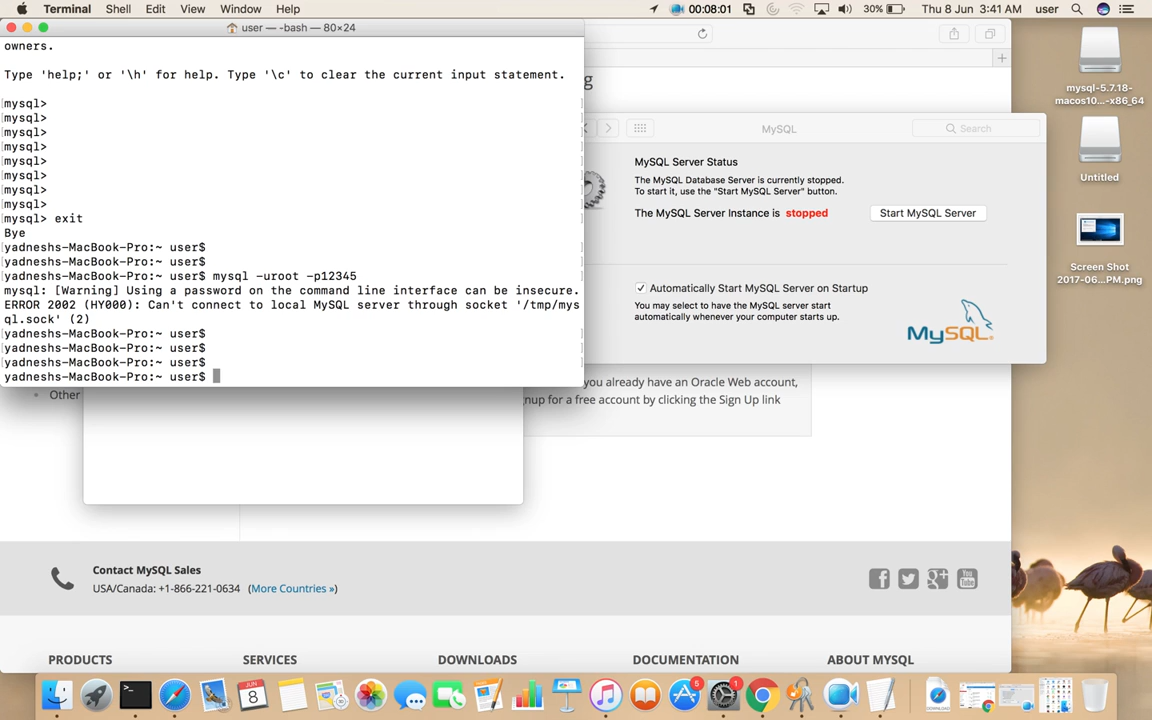 Terminal Shell Edit View Window Help 00:08:01 30% Thu 8 Jun 3:41 AM user
user — -bash — 80×24
owners.
Type 'help;' or '\h' for help. Type '\c' to clear the current input statement.
mysql>
mysql>
mysql>
mysql>
mysql>
mysql>
mysql>
mysql>
mysql> exit
Bye
yadneshs-MacBook-Pro:~ user$
yadneshs-MacBook-Pro:~ user$
yadneshs-MacBook-Pro:~ user$ mysql -uroot -p12345
mysql: [Warning] Using a password on the command line interface can be insecure.
ERROR 2002 (HY000): Can't connect to local MySQL server through socket '/tmp/mys
ql.sock' (2)
yadneshs-MacBook-Pro:~ user$
yadneshs-MacBook-Pro:~ user$
yadneshs-MacBook-Pro:~ user$
yadneshs-MacBook-Pro:~ user$
g
MySQL
Search
MySQL Server Status
The MySQL Database Server is currently stopped.
To start it, use the "Start MySQL Server" button.
The MySQL Server Instance is stopped
Start MySQL Server
Automatically Start MySQL Server on Startup
You may select to have the MySQL server start
automatically whenever your computer starts up.
MySQL
mysql-5.7.18-
macos10...-x86_64
Untitled
Screen Shot
2017-06...PM.png
Other
you already have an Oracle Web account,
nup for a free account by clicking the Sign Up link
Contact MySQL Sales
USA/Canada: +1-866-221-0634 (More Countries »)
You
Tube
PRODUCTS SERVICES DOWNLOADS DOCUMENTATION ABOUT MYSQL
8
5
1